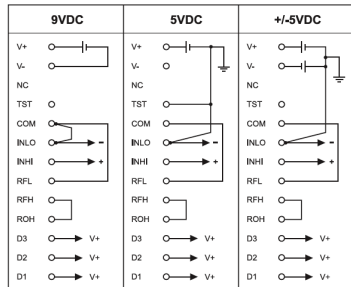 9VDC 5VDC +/-5VDC
V+ V+ V+
V- V- V-
NC NC NC
TST TST TST
COM COM COM
INLO - INLO - INLO -
INHI + INHI + INHI +
RFL RFL RFL
RFH RFH RFH
ROH ROH ROH
D3 V+ D3 V+ D3 V+
D2 V+ D2 V+ D2 V+
D1 V+ D1 V+ D1 V+